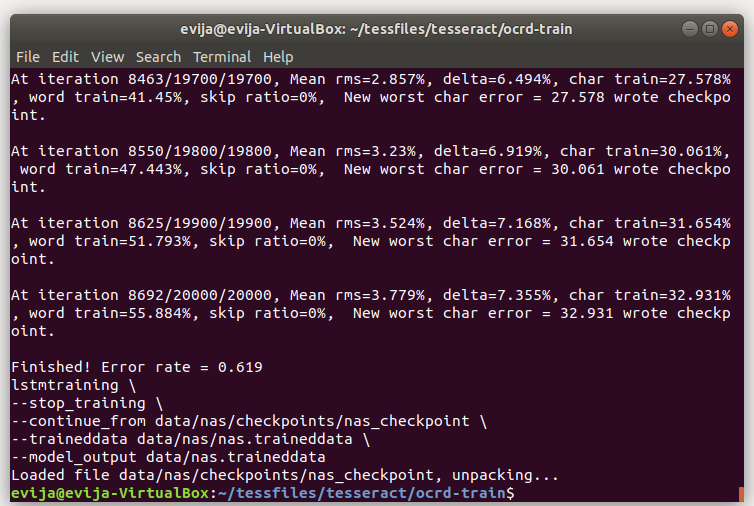 evija@evija-VirtualBox: ~/tessfiles/tesseract/ocrd-train
File Edit View Search Terminal Help
At iteration 8463/19700/19700, Mean rms=2.857%, delta=6.494%, char train=27.578%
, word train=41.45%, skip ratio=0%,  New worst char error = 27.578 wrote checkpo
int.
At iteration 8550/19800/19800, Mean rms=3.23%, delta=6.919%, char train=30.061%,
 word train=47.443%, skip ratio=0%,  New worst char error = 30.061 wrote checkpo
int.
At iteration 8625/19900/19900, Mean rms=3.524%, delta=7.168%, char train=31.654%
, word train=51.793%, skip ratio=0%,  New worst char error = 31.654 wrote checkp
oint.
At iteration 8692/20000/20000, Mean rms=3.779%, delta=7.355%, char train=32.931%
, word train=55.884%, skip ratio=0%,  New worst char error = 32.931 wrote checkp
oint.
Finished! Error rate = 0.619
lstmtraining \
--stop_training \
--continue_from data/nas/checkpoints/nas_checkpoint \
--traineddata data/nas/nas.traineddata \
--model_output data/nas.traineddata
Loaded file data/nas/checkpoints/nas_checkpoint, unpacking...
evija@evija-VirtualBox:~/tessfiles/tesseract/ocrd-train$